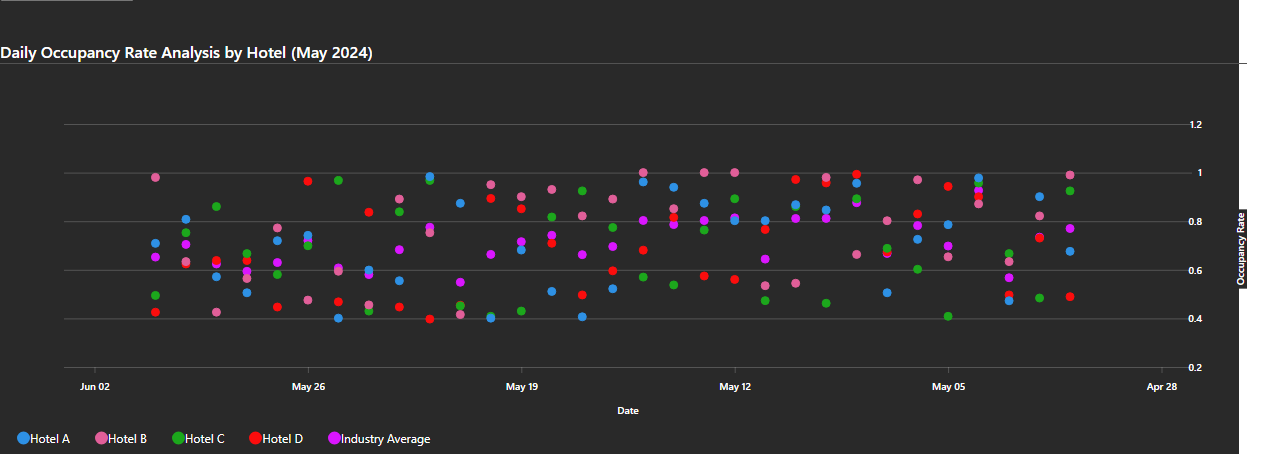 Daily Occupancy Rate Analysis by Hotel (May 2024)
1.2
1
0.8
0.6
0.4
0.2
Occupancy Rate
Jun 02 May 26 May 19 May 12 May 05 Apr 28
Date
Hotel A Hotel B Hotel C Hotel D Industry Average